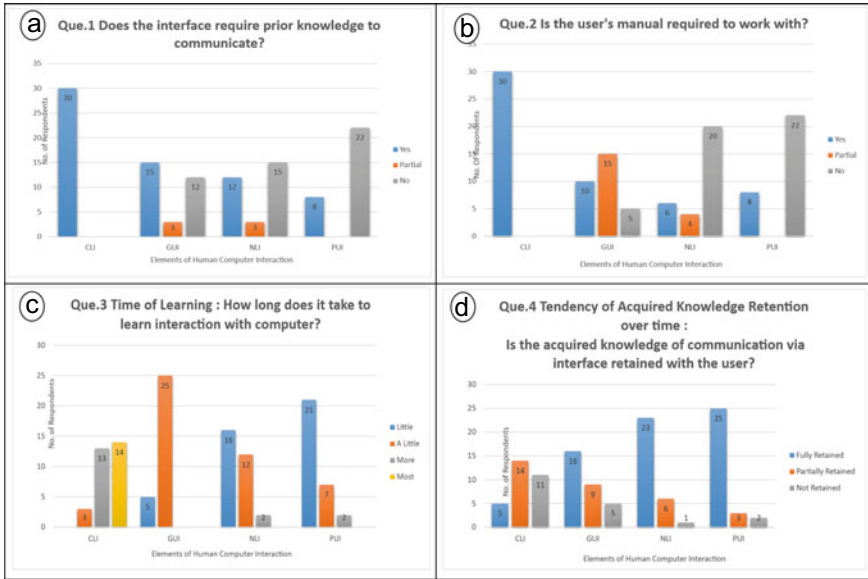 a
Que.1 Does the interface require prior knowledge to
communicate?
35
30
25
20
15
10
5
0
No. of Respondents
30
15
3
12
12
3
15
8
22
CLI
GUI
NLI
PUI
Elements of Human Computer Interaction
Yes
Partial
No
b
Que.2 Is the user's manual required to work with?
35
30
25
20
15
10
5
0
No. of Respondents
30
10
15
5
6
4
20
8
22
CLI
GUI
NLI
PUI
Elements of Human Computer Interaction
Yes
Partial
No
c
Que.3 Time of Learning : How long does it take to
learn interaction with computer?
30
25
20
15
10
5
0
No. of Respondents
3
13
14
5
25
16
12
2
21
7
2
CLI
GUI
NLI
PUI
Elements of Human Computer Interaction
Little
A Little
More
Most
d
Que.4 Tendency of Acquired Knowledge Retention
over time :
Is the acquired knowledge of communication via
interface retained with the user?
30
25
20
15
10
5
0
No. of Respondents
5
14
11
16
9
5
23
6
1
25
3
2
CLI
GUI
NLI
PUI
Elements of Human Computer Interaction
Fully Retained
Partially Retained
Not Retained